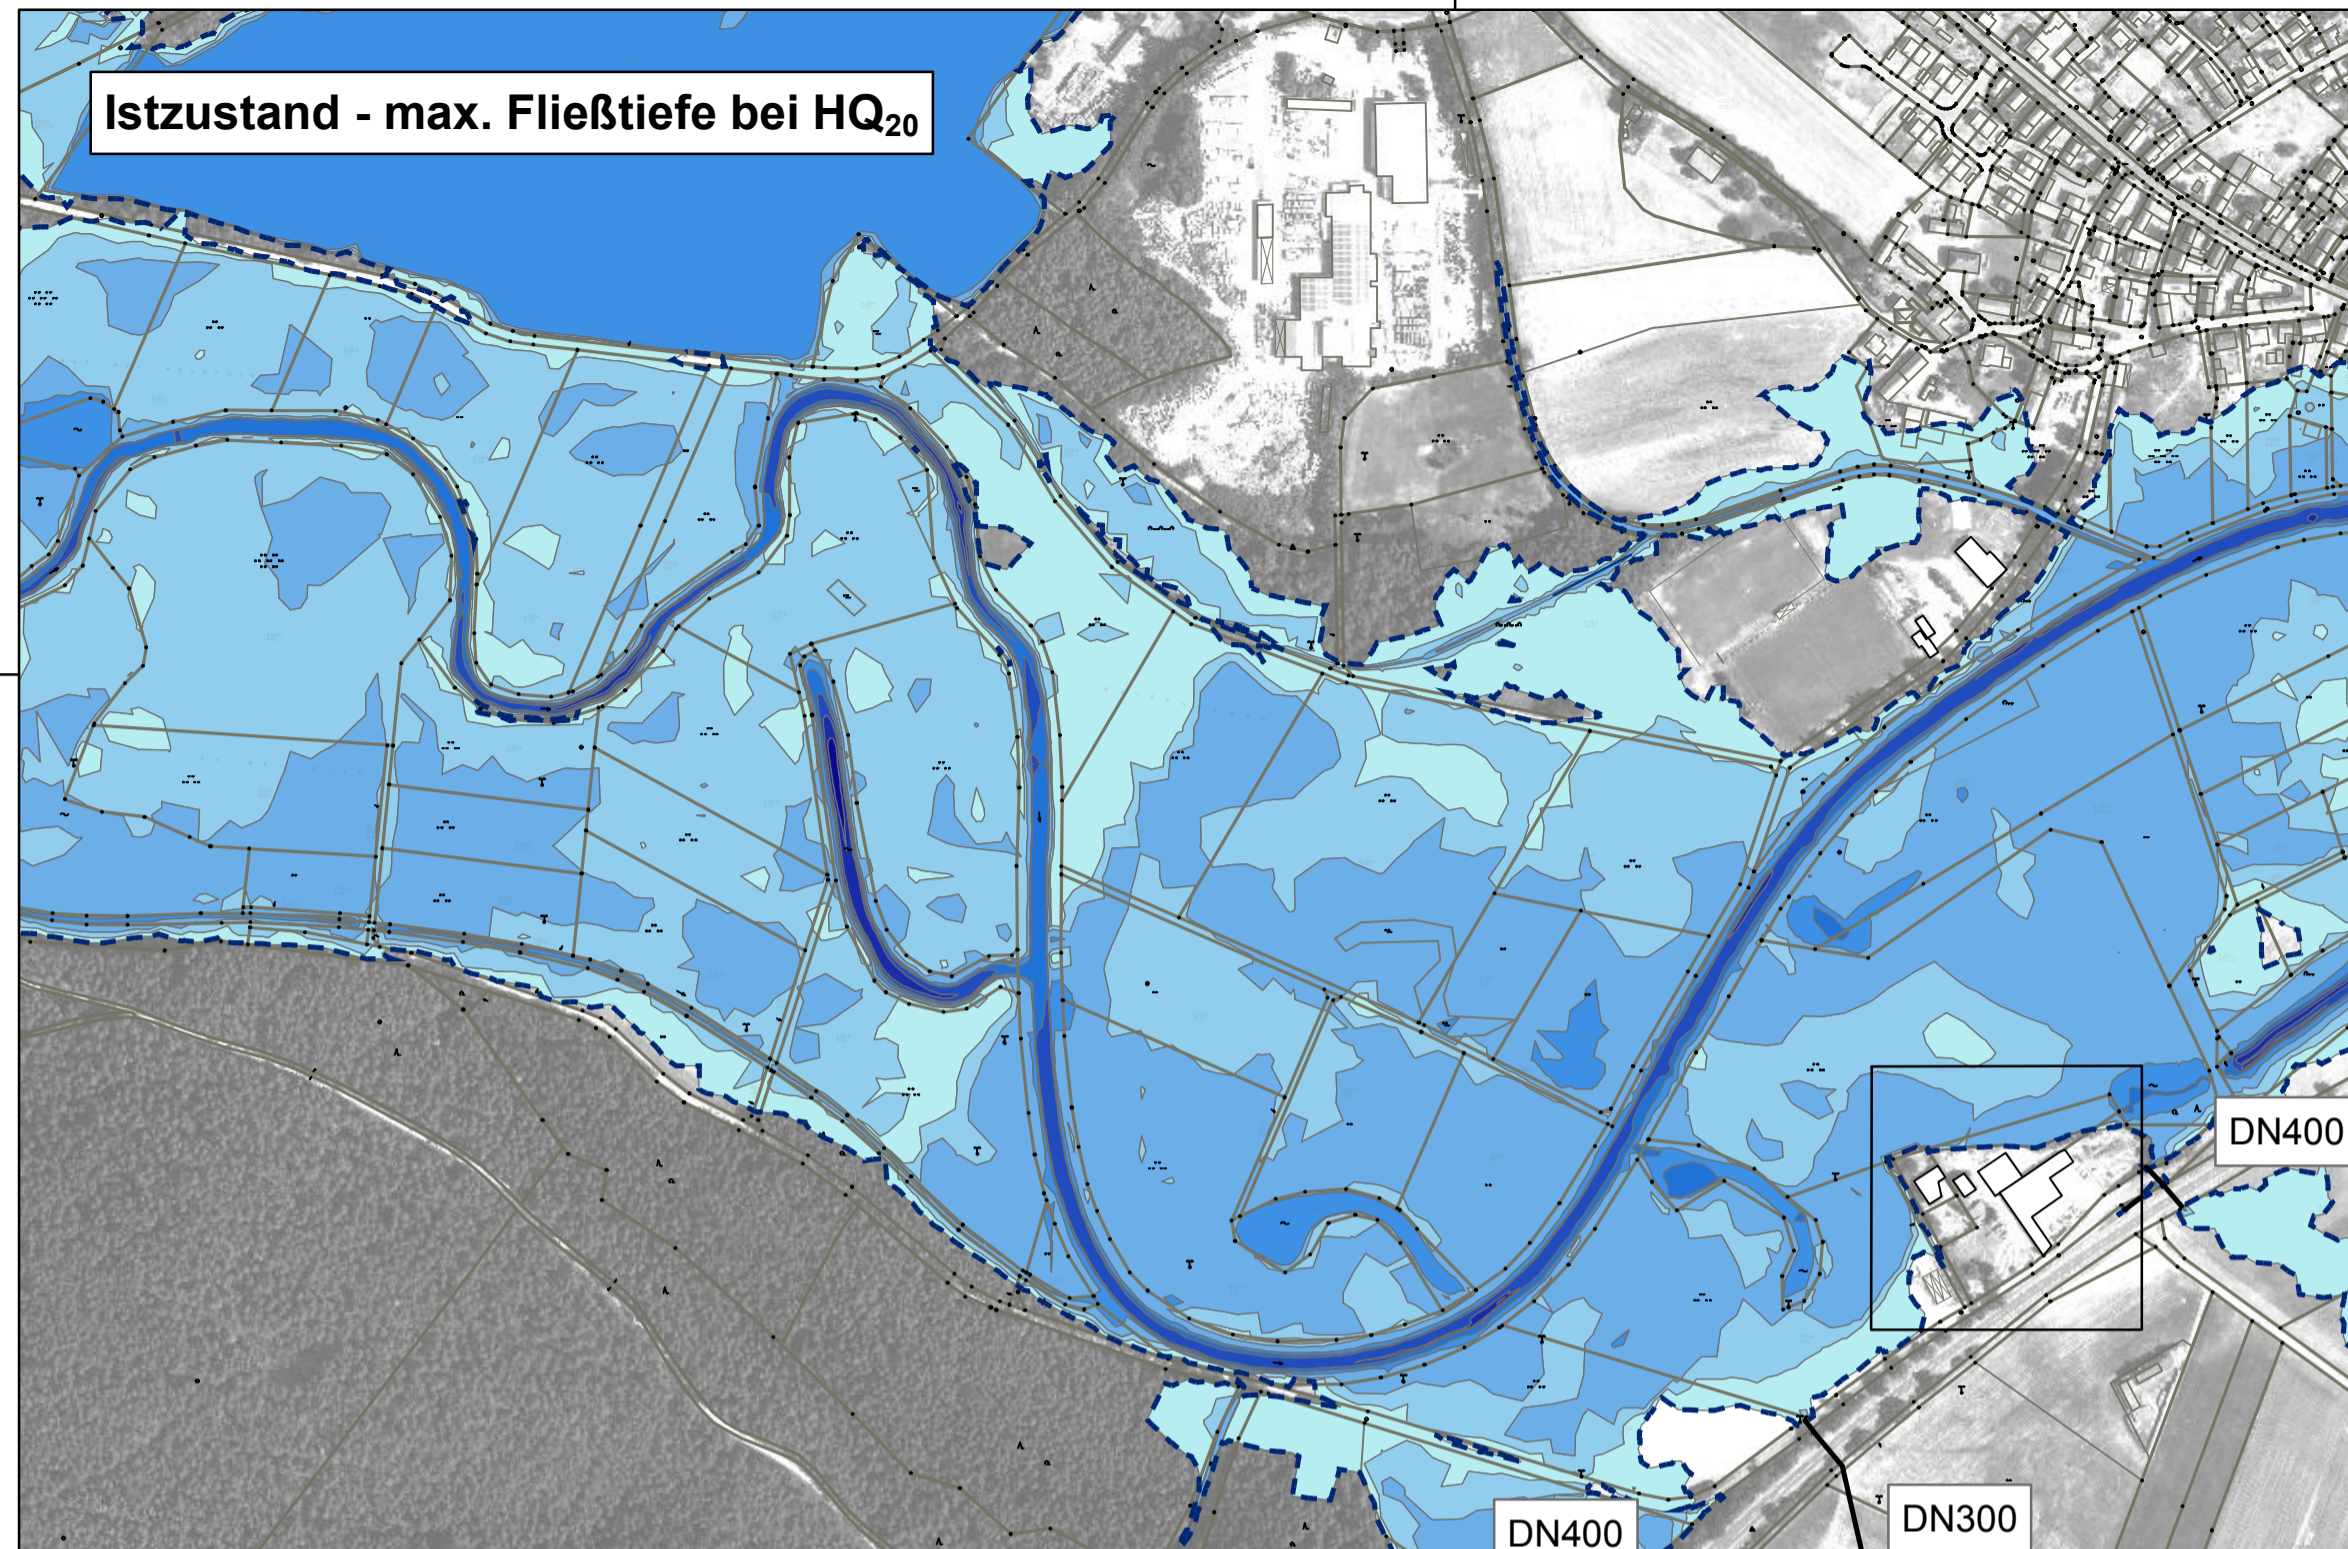 Istzustand - max. Fließtiefe bei HQ₂₀
DN400
DN300
DN400